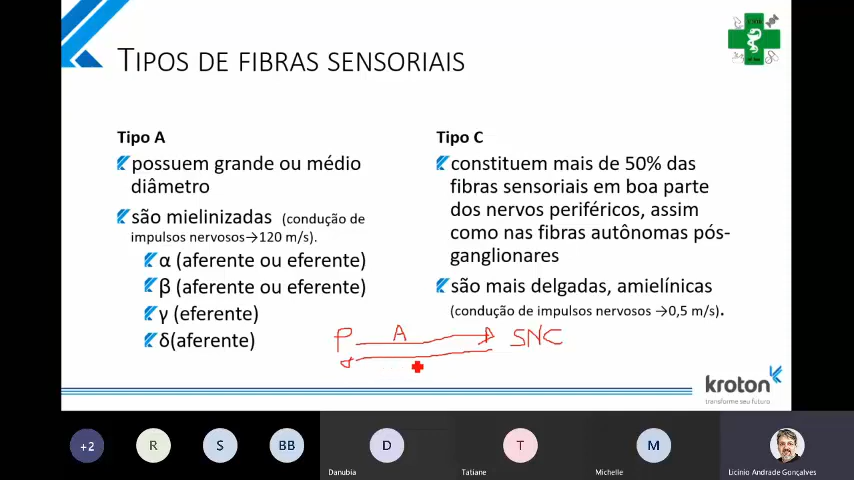 TIPOS DE FIBRAS SENSORIAIS
Tipo A
possuem grande ou médio
diâmetro
são mielinizadas (condução de
impulsos nervosos→120 m/s).
α (aferente ou eferente)
β (aferente ou eferente)
γ (eferente)
δ(aferente)
Tipo C
constituem mais de 50% das
fibras sensoriais em boa parte
dos nervos periféricos, assim
como nas fibras autônomas pós-
ganglionares
são mais delgadas, amielínicas
(condução de impulsos nervosos →0,5 m/s).
P A SNC
kroton
transforme seu futuro
+2 R S BB D T M
Danubia Tatiane Michelle Licinio Andrade Gonçalves